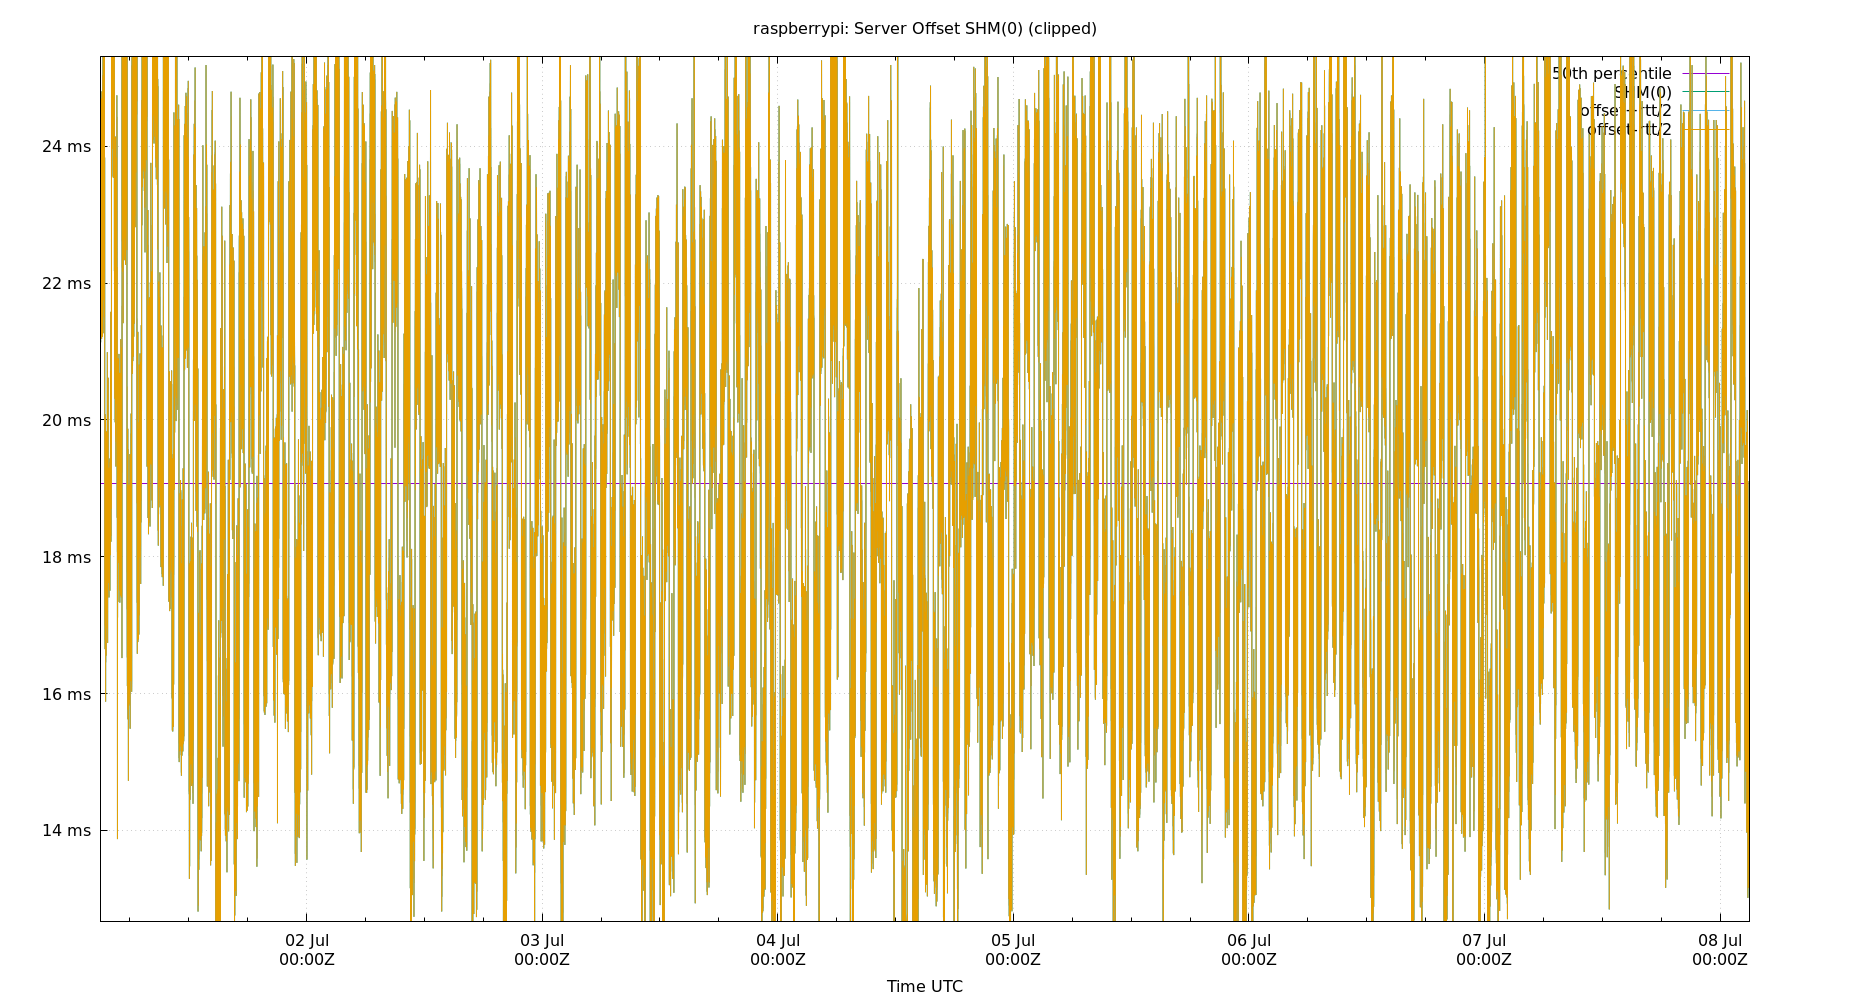 raspberrypi: Server Offset SHM(0) (clipped)
50th percentile
SHM(0)
offset+rtt/2
offset-rtt/2
24 ms
22 ms
20 ms
18 ms
16 ms
14 ms
02 Jul 03 Jul 04 Jul 05 Jul 06 Jul 07 Jul 08 Jul
00:00Z 00:00Z 00:00Z 00:00Z 00:00Z 00:00Z 00:00Z
Time UTC